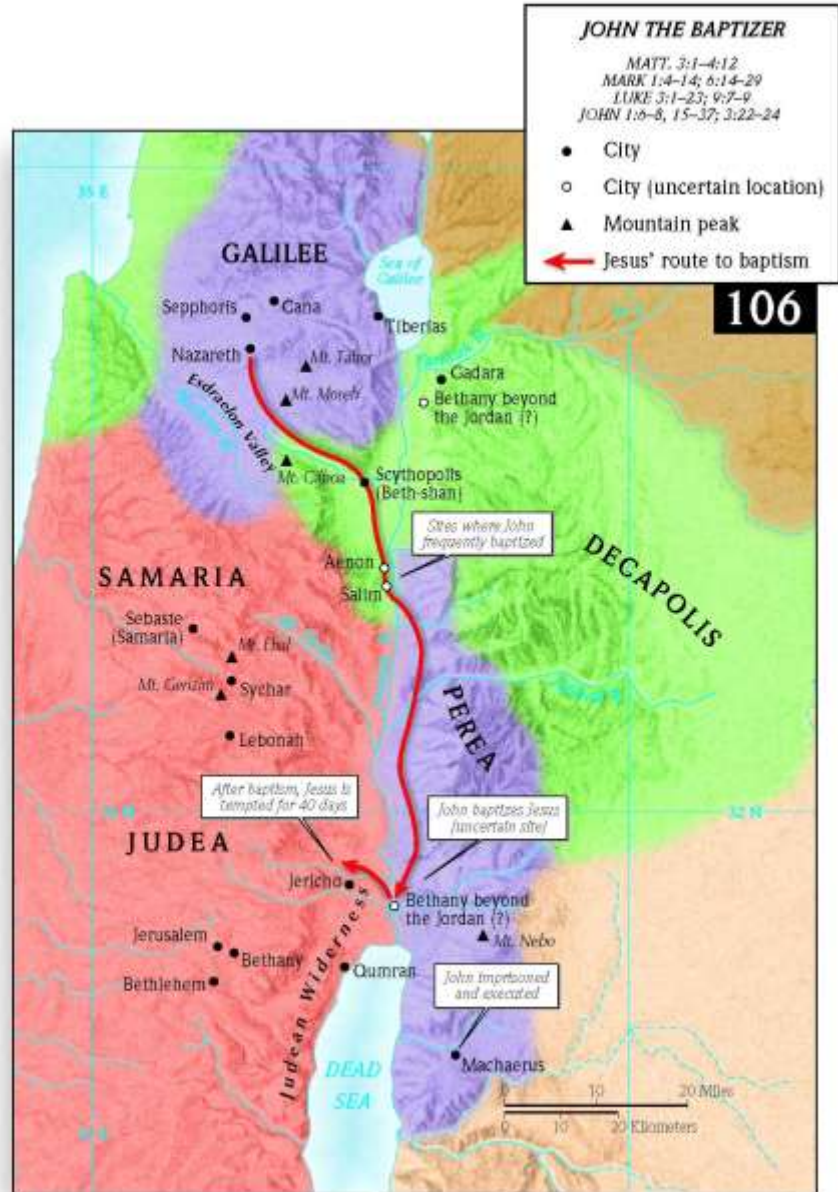 JOHN THE BAPTIZER
MATT. 3:1–4:12
MARK 1:4–14; 6:14–29
LUKE 3:1–23; 9:7–9
JOHN 1:6–8, 15–37; 3:22–24
City
City (uncertain location)
Mountain peak
Jesus' route to baptism
106
35 E
GALILEE
Sea of
Galilee
Sepphoris
Cana
Tiberias
Nazareth
Mt. Tabor
Gadara
Mt. Moreh
Bethany beyond
the Jordan (?)
Esdraelon Valley
Mt. Gilboa
Scythopolis
(Beth-shan)
Sites where John
frequently baptized
DECAPOLIS
Aenon
Salim
SAMARIA
Sebaste
(Samaria)
Mt. Ebal
Mt. Gerizim
Sychar
PEREA
Lebonah
After baptism, Jesus is
tempted for 40 days
John baptizes Jesus
(uncertain site)
32 N
JUDEA
Jericho
Bethany beyond
the Jordan (?)
Mt. Nebo
Jerusalem
Bethany
Qumran
Bethlehem
Judean Widerness
John imprisoned
and executed
Machaerus
DEAD
SEA
0 10 20 Miles
0 10 20 Kilometers